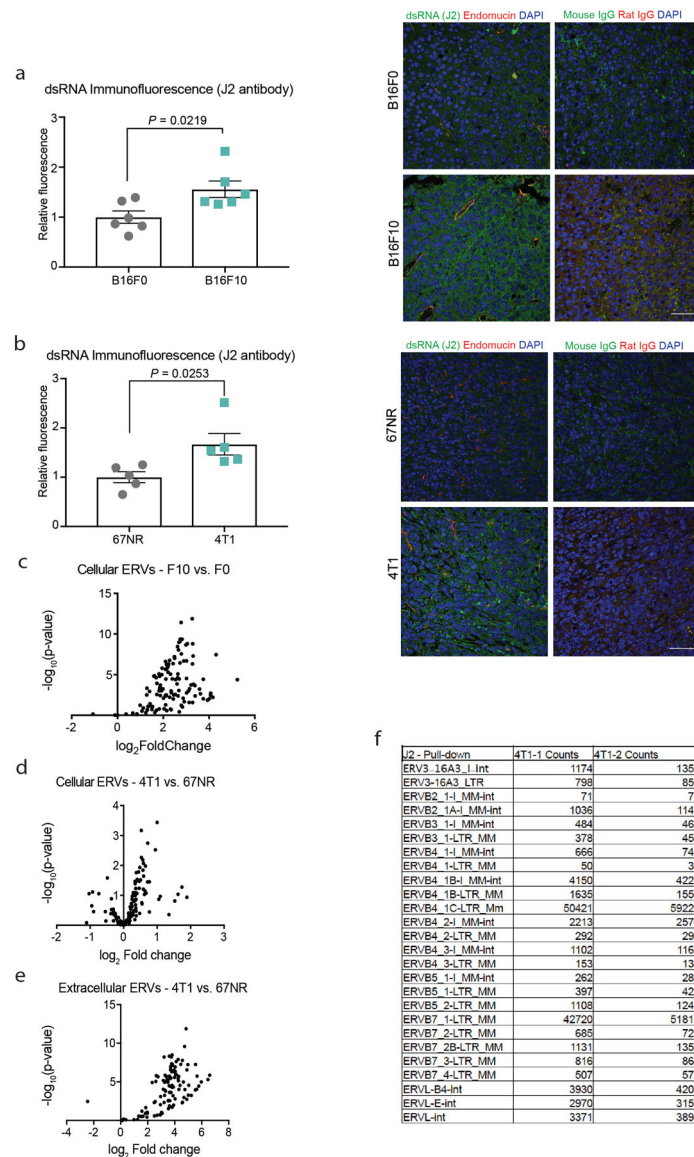 a
dsRNA Immunofluorescence (J2 antibody)
P = 0.0219
Relative fluorescence
3
2
1
0
B16F0
B16F10
dsRNA (J2) Endomucin DAPI
Mouse IgG Rat IgG DAPI
B16F0
B16F10
b
dsRNA Immunofluorescence (J2 antibody)
P = 0.0253
Relative fluorescence
3
2
1
0
67NR
4T1
dsRNA (J2) Endomucin DAPI
Mouse IgG Rat IgG DAPI
67NR
4T1
c
Cellular ERVs - F10 vs. F0
-log10(p-value)
15
10
5
0
-2 0 2 4 6
log2FoldChange
d
Cellular ERVs - 4T1 vs. 67NR
-log10(p-value)
5
4
3
2
1
0
-2 -1 0 1 2 3
log2 Fold change
e
Extracellular ERVs - 4T1 vs. 67NR
-log10(p-value)
15
10
5
0
-4 -2 0 2 4 6 8
log2 Fold change
f
J2 - Pull-down 4T1-1 Counts 4T1-2 Counts
ERV3-16A3_I-int 1174 135
ERV3-16A3_LTR 798 85
ERVB2_1-I_MM-int 71 7
ERVB2_1A-I_MM-int 1036 114
ERVB3_1-I_MM-int 484 46
ERVB3_1-LTR_MM 378 45
ERVB4_1-I_MM-int 666 74
ERVB4_1-LTR_MM 50 3
ERVB4_1B-I_MM-int 4150 422
ERVB4_1B-LTR_MM 1635 155
ERVB4_1C-LTR_Mm 50421 5922
ERVB4_2-I_MM-int 2213 257
ERVB4_2-LTR_MM 292 29
ERVB4_3-I_MM-int 1102 116
ERVB4_3-LTR_MM 153 13
ERVB5_1-I_MM-int 262 28
ERVB5_1-LTR_MM 397 42
ERVB5_2-LTR_MM 1108 124
ERVB7_1-LTR_MM 42720 5181
ERVB7_2-LTR_MM 685 72
ERVB7_2B-LTR_MM 1131 135
ERVB7_3-LTR_MM 816 86
ERVB7_4-LTR_MM 507 57
ERVL-B4-int 3930 420
ERVL-E-int 2970 315
ERVL-int 3371 389